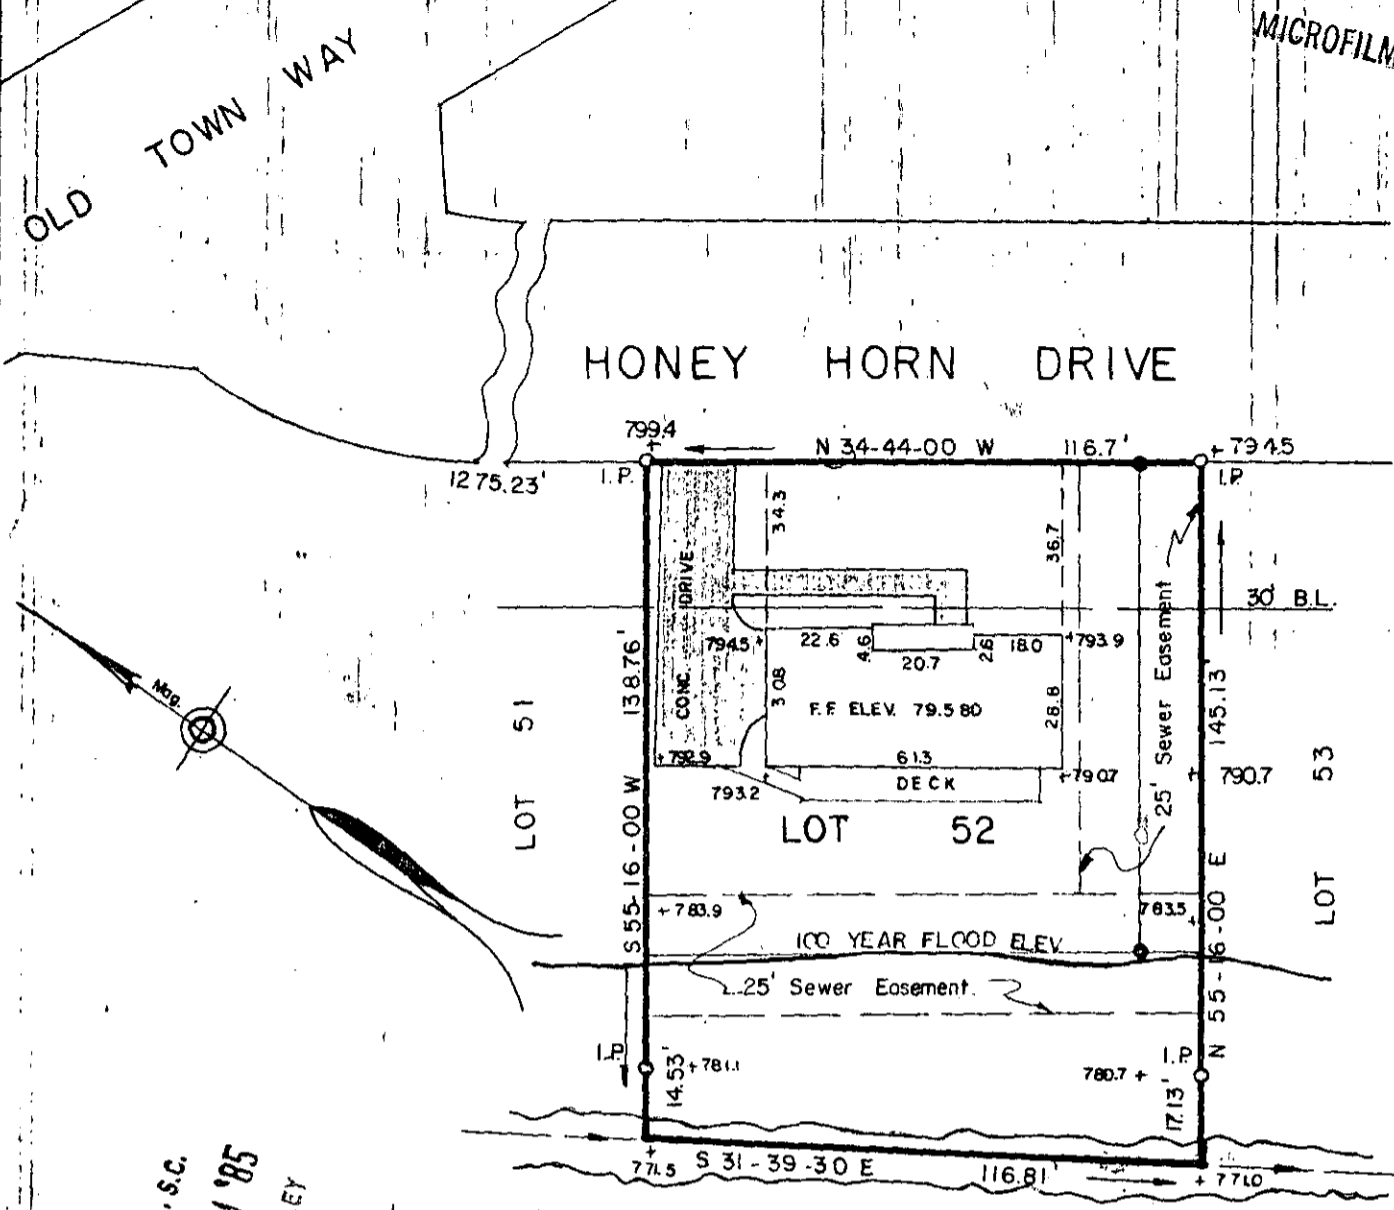 MICROFILM
OLD TOWN WAY
HONEY HORN DRIVE
799.4
N 34-44-00 W 116.7'
794.5
1275.23'
I.P.
I.P.
34.3
36.7
CONC. DRIVE
30' B.L.
794.5
22.6
4.6
20.7
2.6
18.0
793.9
138.76'
30.8
F.F. ELEV. 79.5 80
28.8
25' Sewer Easement
145.13'
Mag.
61.3
793.2
DECK
790.7
790.7
LOT 51
LOT 52
LOT 53
S 55-16-00 W
783.9
783.5
N 55-16-00 E
100 YEAR FLOOD ELEV.
25' Sewer Easement.
I.P.
14.53'
781.1
780.7
I.P.
17.13'
771.5
S 31-39-30 E
116.81'
771.0
S.C.
'85
EY